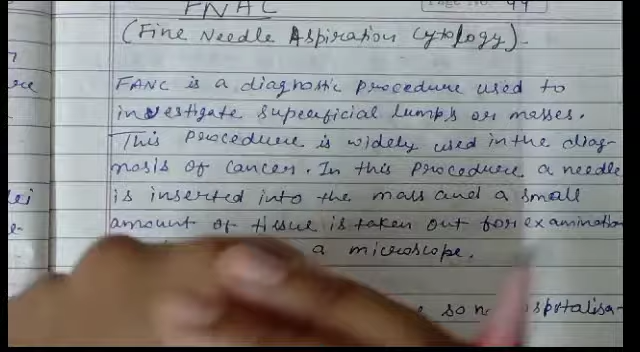 FNAC
(Fine Needle Aspiration Cytology).
FANC is a diagnostic procedure used to
investigate superficial lumps or masses.
This procedure is widely used in the diag-
nosis of cancer. In this procedure a needle
is inserted into the mass and a small
amount of tissue is taken out for examination
a microscope.
so no